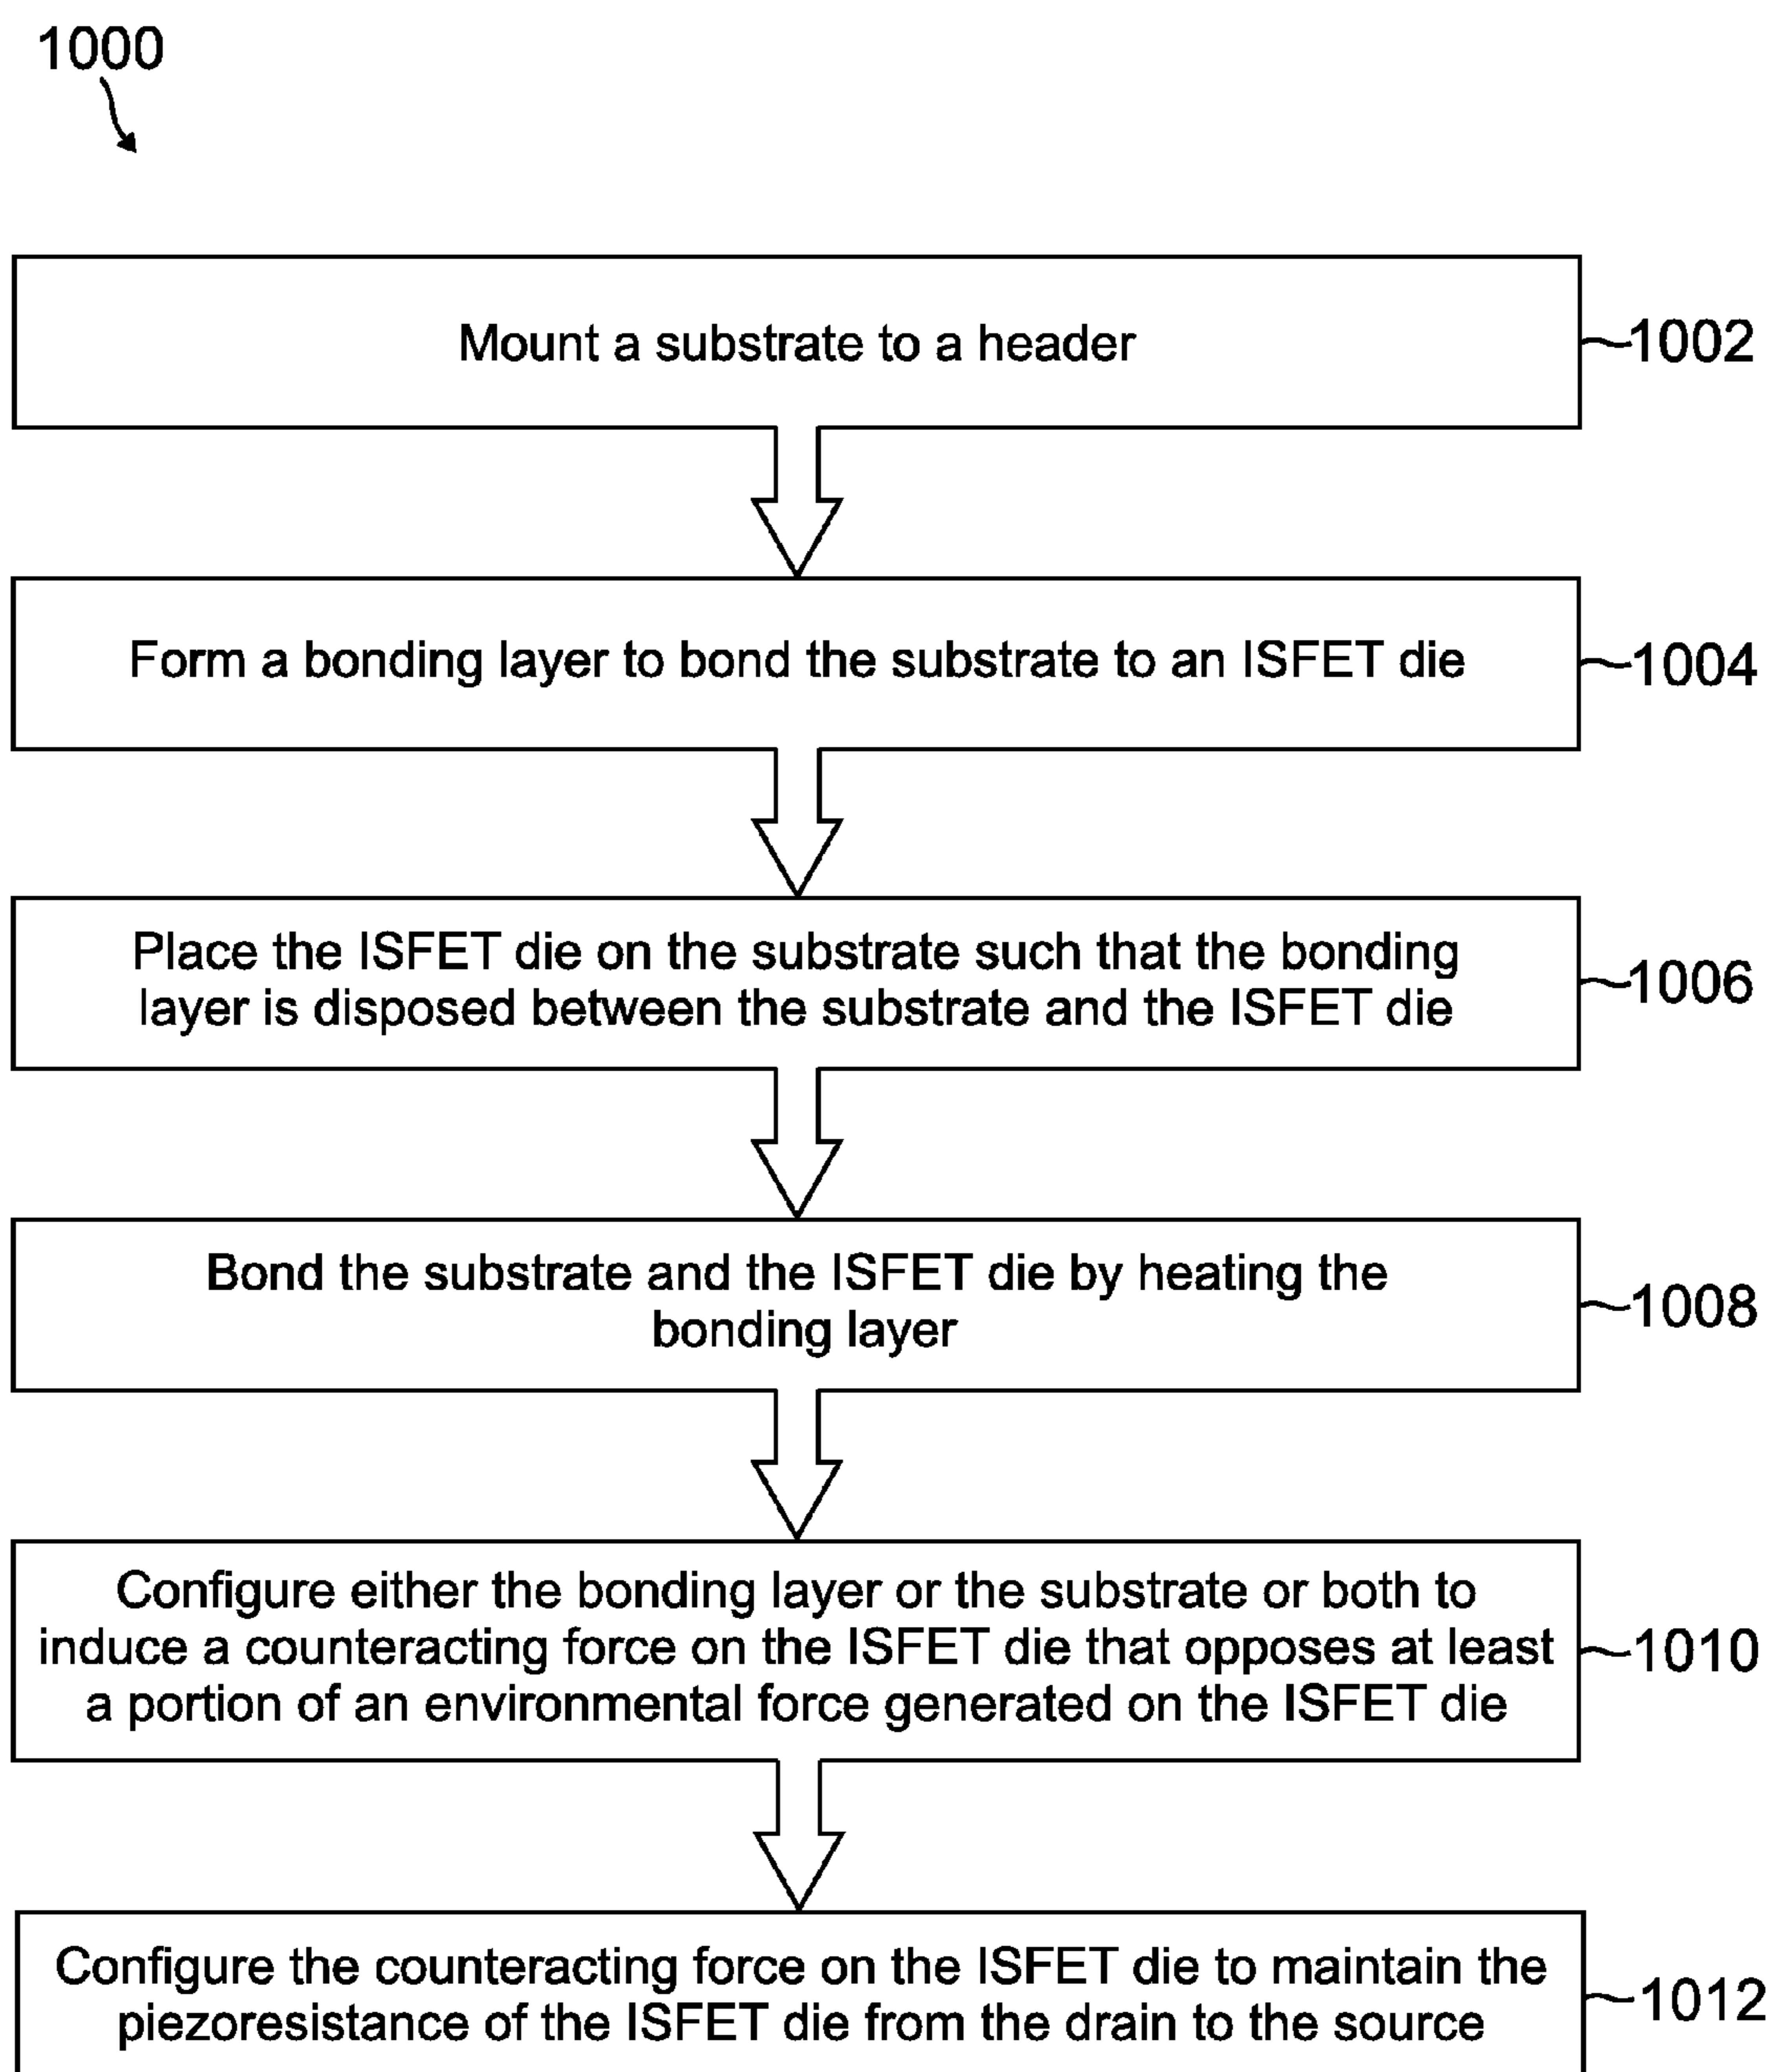 1000
Mount a substrate to a header
1002
Form a bonding layer to bond the substrate to an ISFET die
1004
Place the ISFET die on the substrate such that the bonding
layer is disposed between the substrate and the ISFET die
1006
Bond the substrate and the ISFET die by heating the
bonding layer
1008
Configure either the bonding layer or the substrate or both to
induce a counteracting force on the ISFET die that opposes at least
a portion of an environmental force generated on the ISFET die
1010
Configure the counteracting force on the ISFET die to maintain the
piezoresistance of the ISFET die from the drain to the source
1012